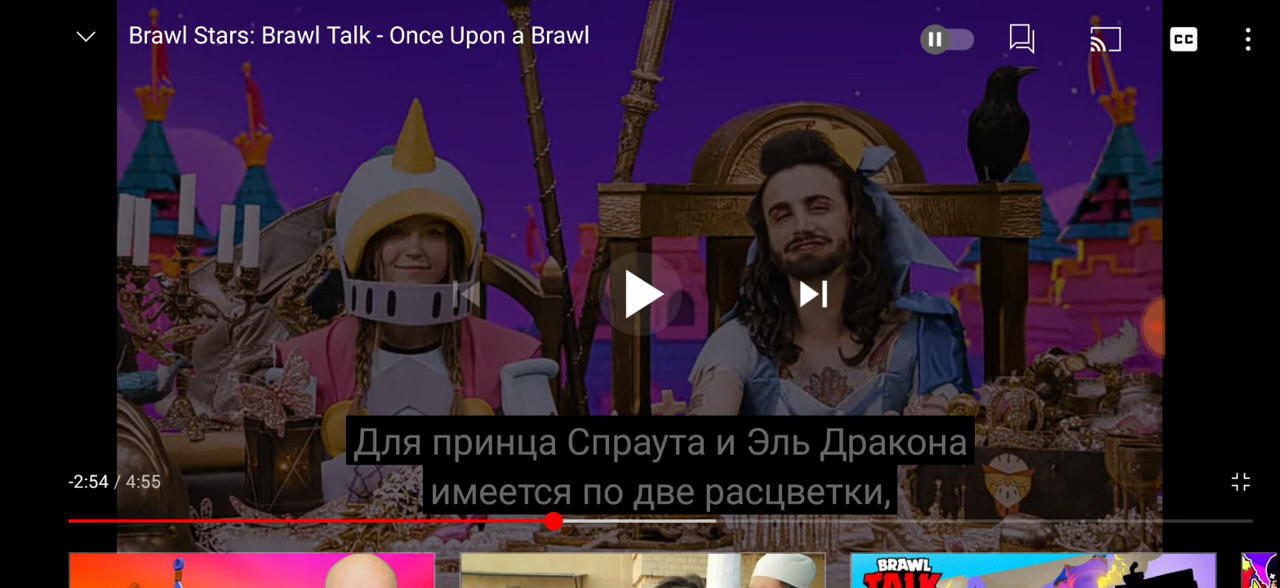 Brawl Stars: Brawl Talk - Once Upon a Brawl
CC
Для принца Спраута и Эль Дракона
имеется по две расцветки,
-2:54 / 4:55
BRAWL
TALK